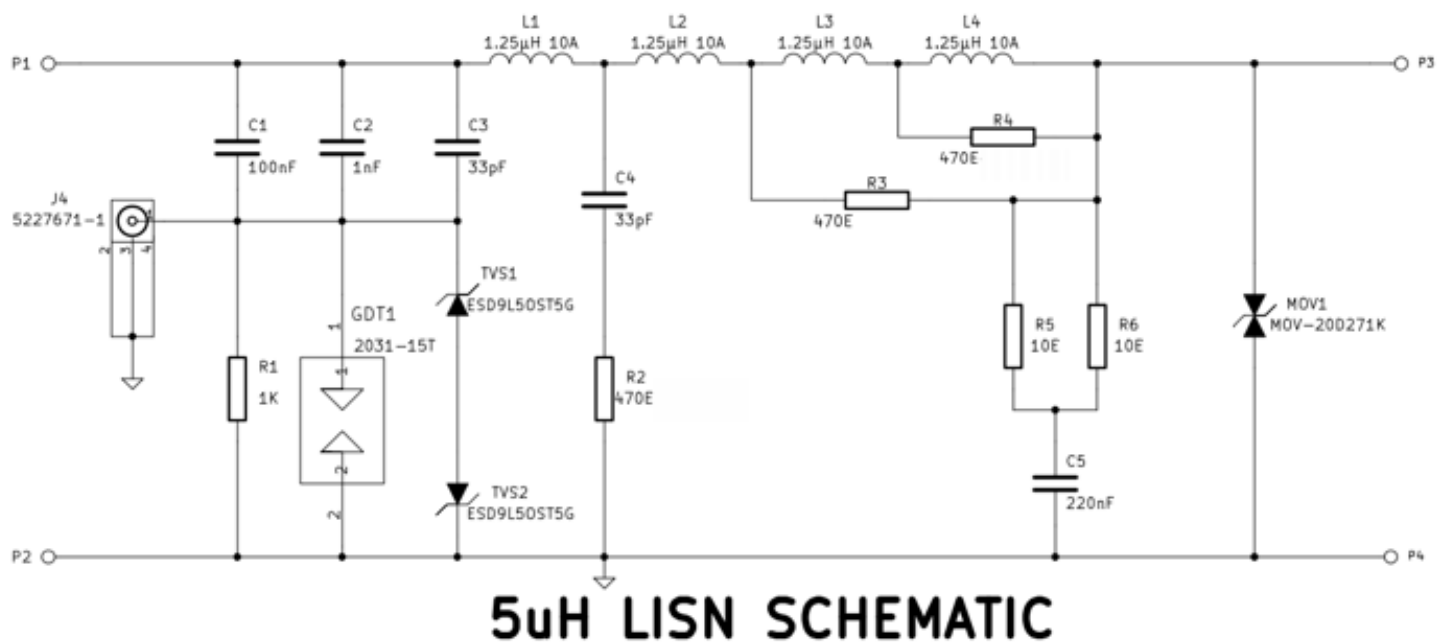 L1
1.25µH 10A
L2
1.25µH 10A
L3
1.25µH 10A
L4
1.25µH 10A
P1
P3
C1
100nF
C2
1nF
C3
33pF
R4
470E
C4
33pF
R3
470E
J4
5227671-1
1
2
3
4
TVS1
ESD9L5OST5G
GDT1
2031-15T
1
1
2
2
R1
1K
R2
470E
R5
10E
R6
10E
MOV1
MOV-20D271K
TVS2
ESD9L5OST5G
C5
220nF
P2
P4
5uH LISN SCHEMATIC